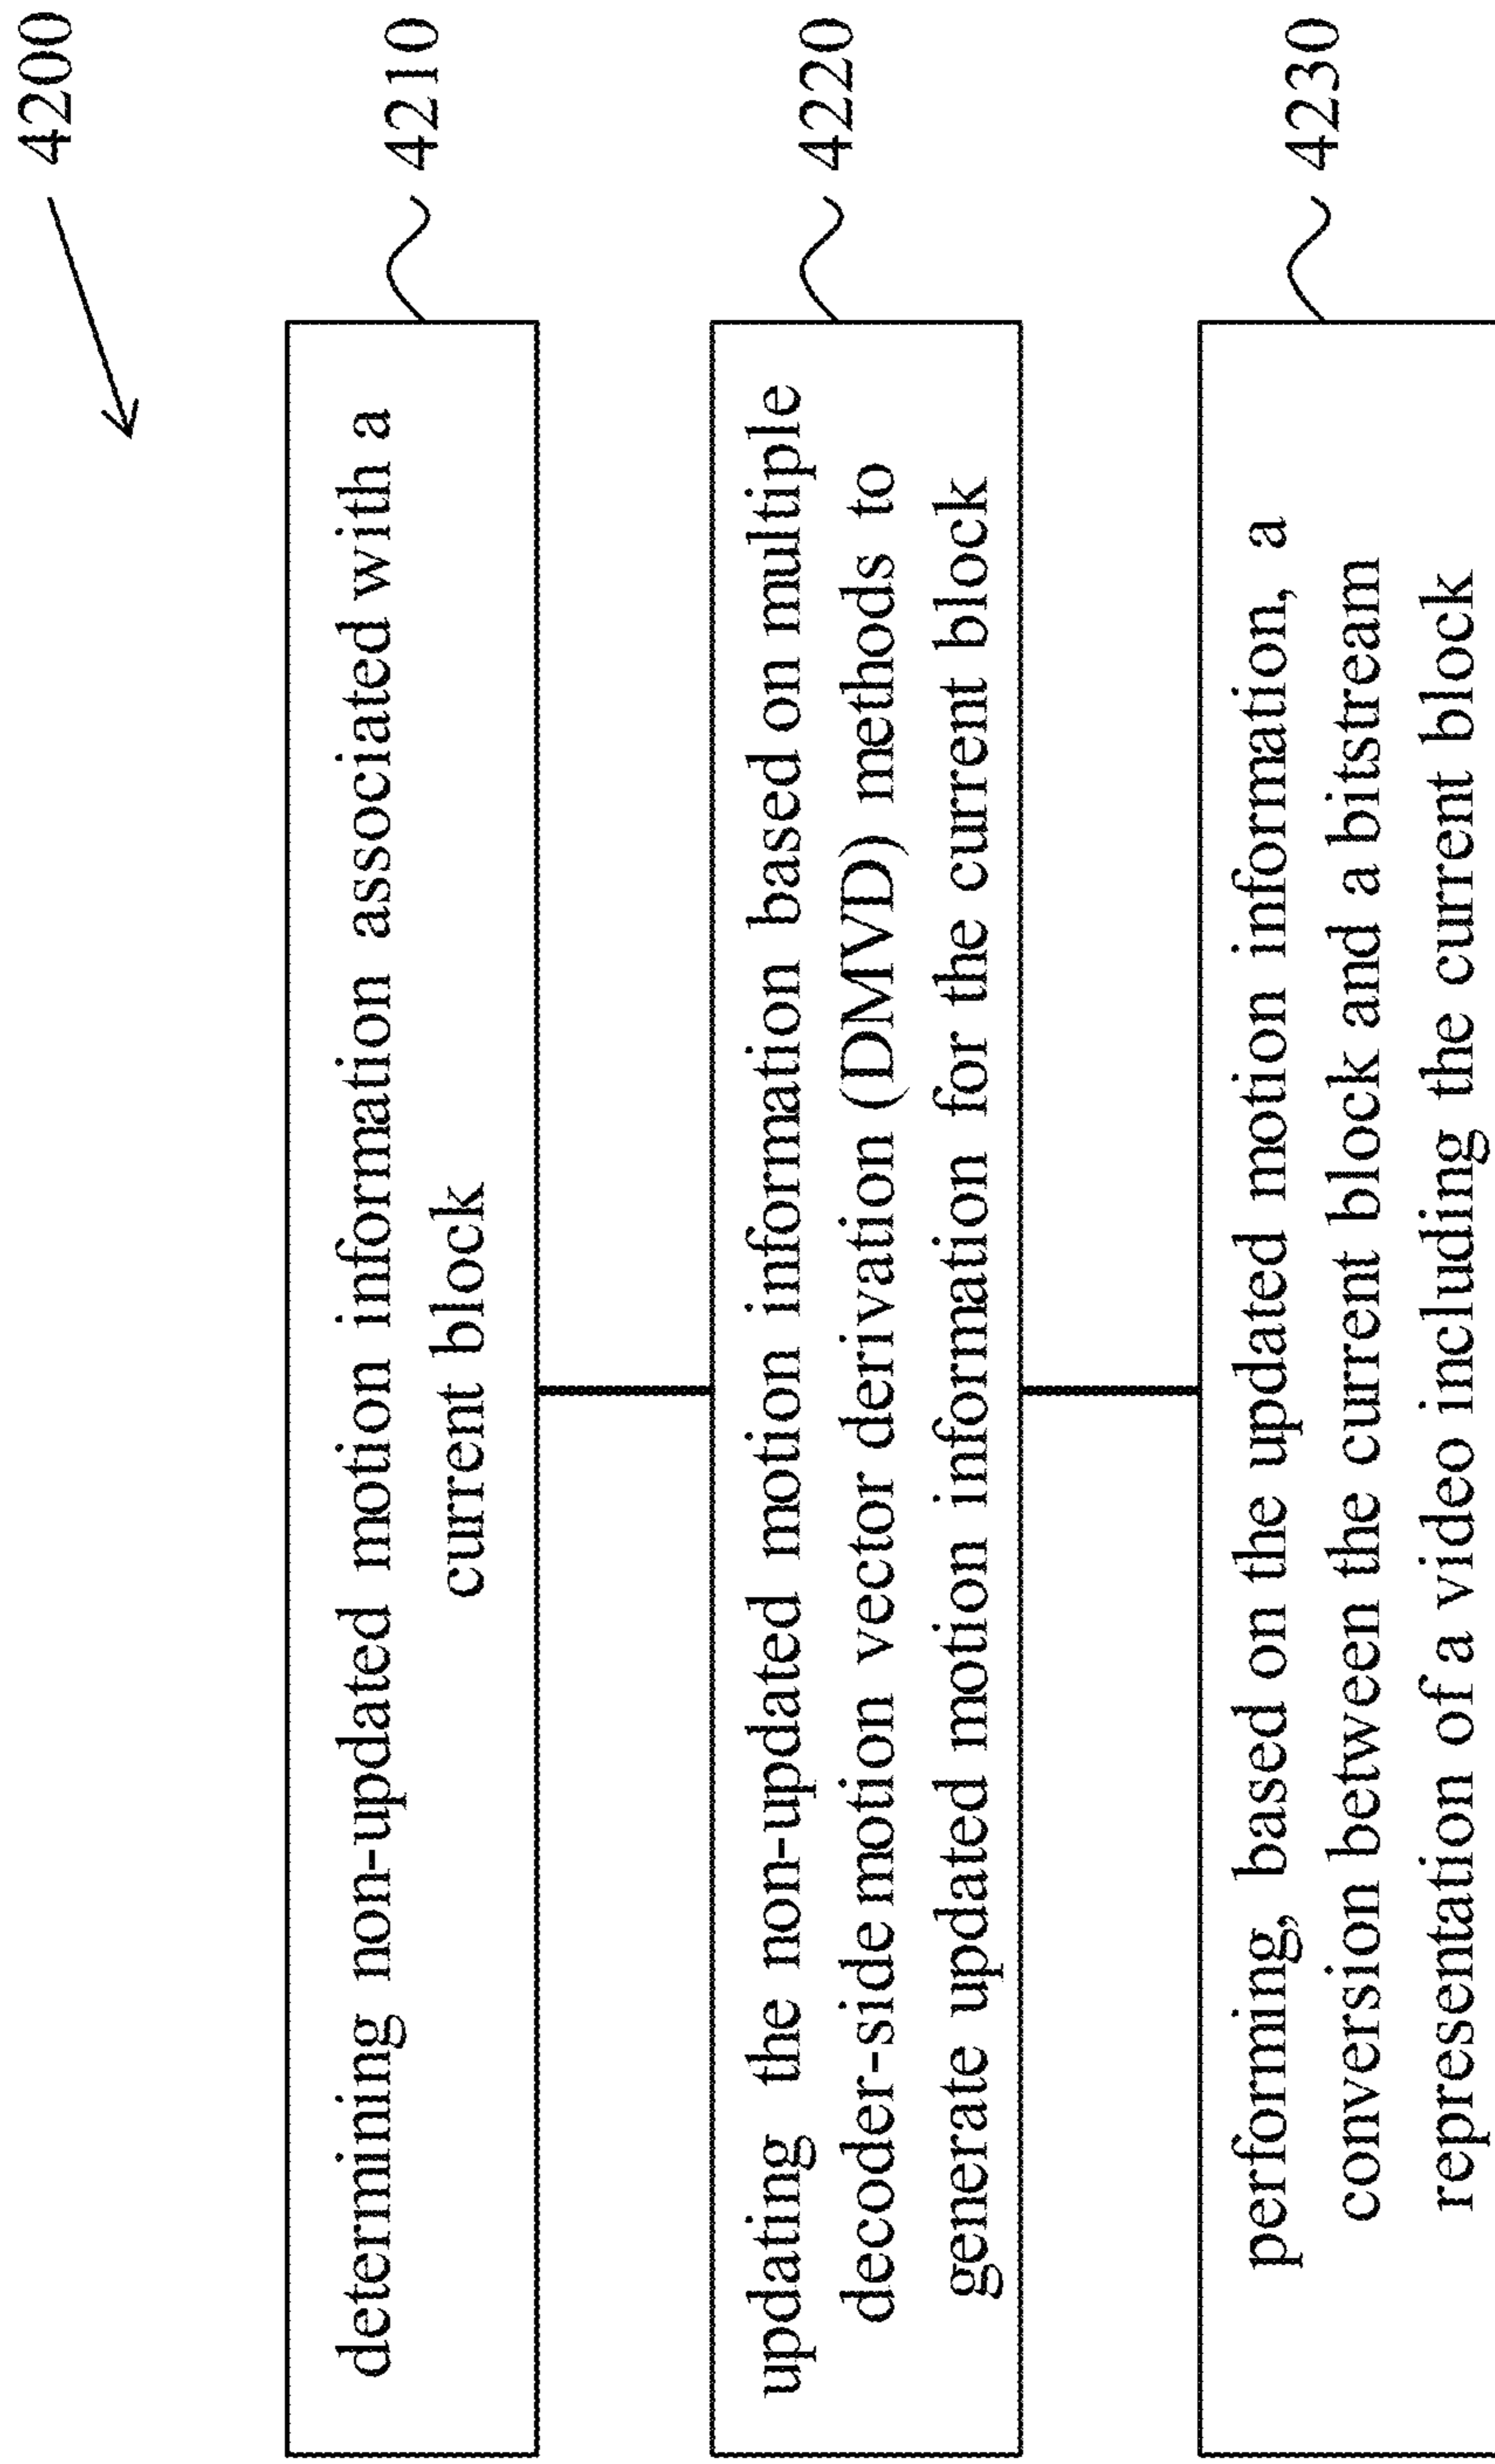 4200
determining non-updated motion information associated with a
current block
4210
updating the non-updated motion information based on multiple
decoder-side motion vector derivation (DMVD) methods to
generate updated motion information for the current block
4220
performing, based on the updated motion information, a
conversion between the current block and a bitstream
representation of a video including the current block
4230